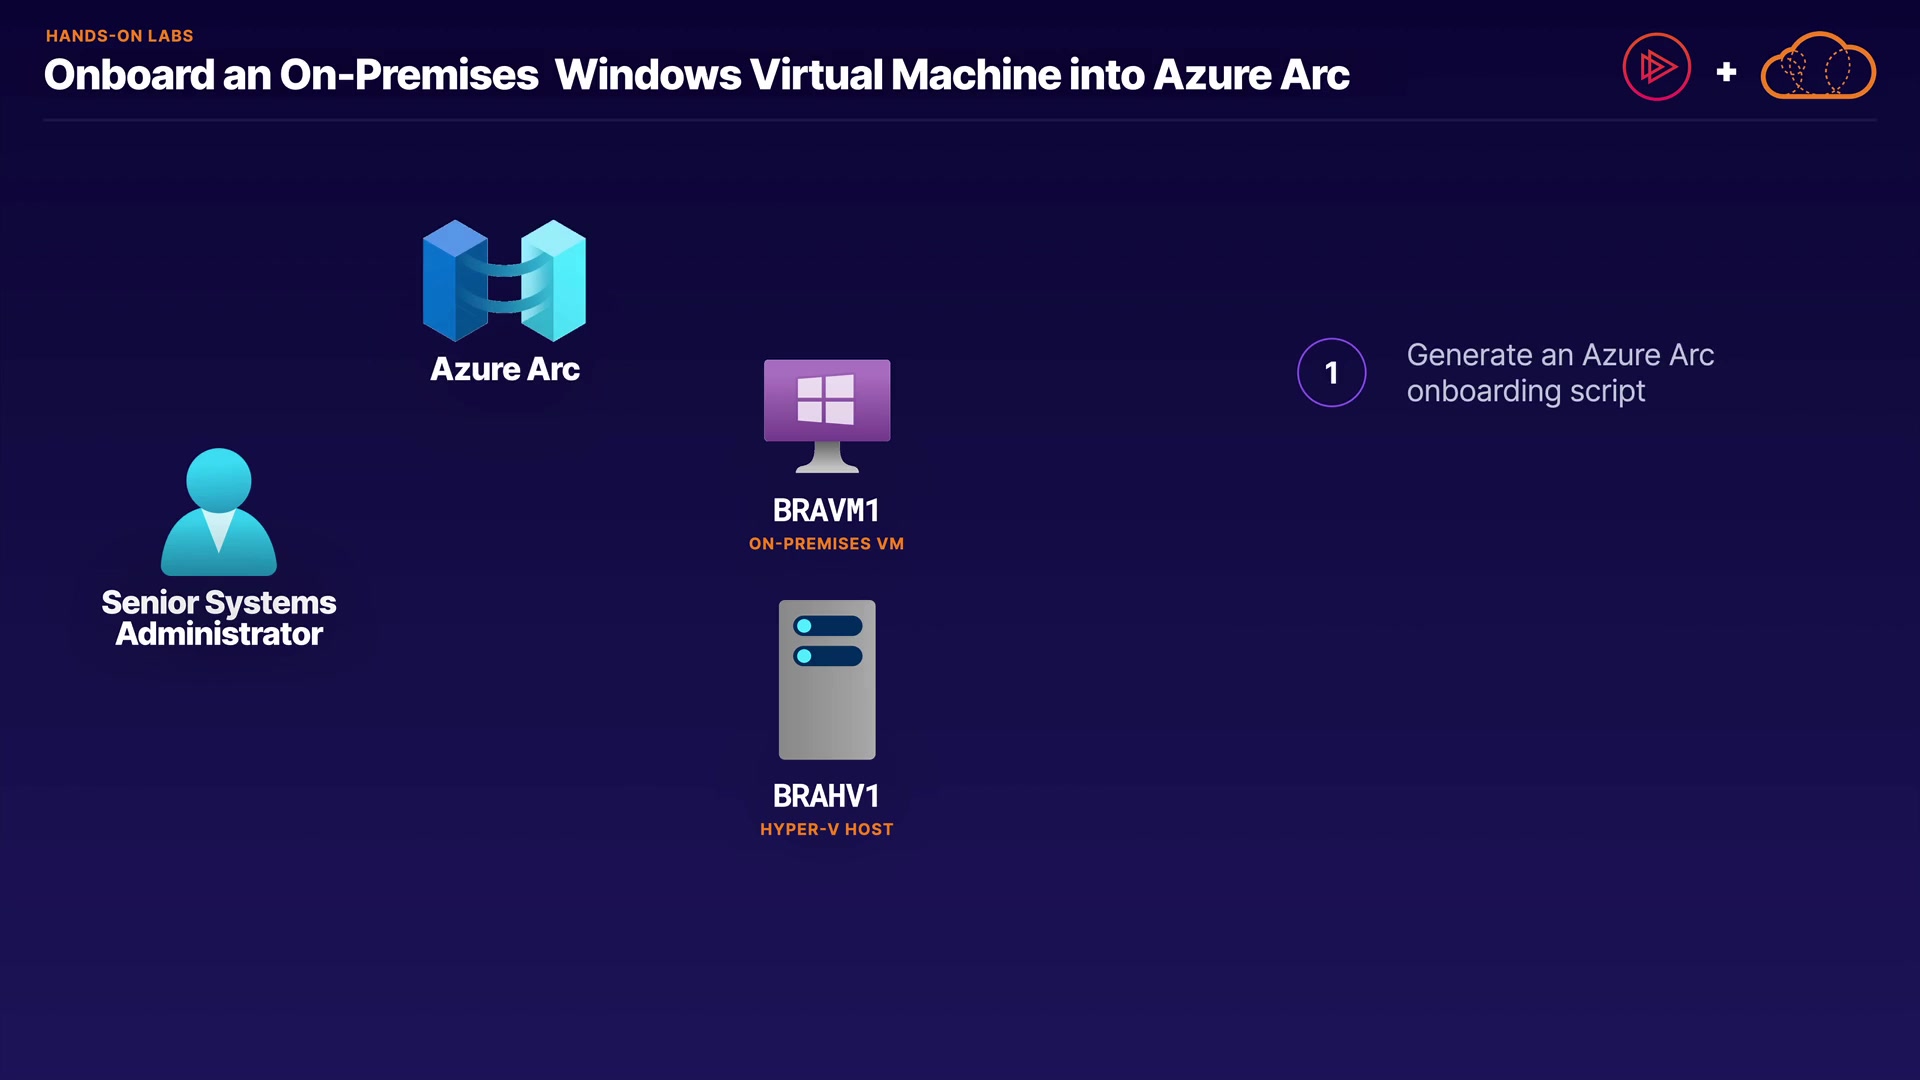 HANDS-ON LABS
Onboard an On-Premises  Windows Virtual Machine into Azure Arc
+
Azure Arc
1
Generate an Azure Arc
onboarding script
BRAVM1
ON-PREMISES VM
Senior Systems
Administrator
BRAHV1
HYPER-V HOST